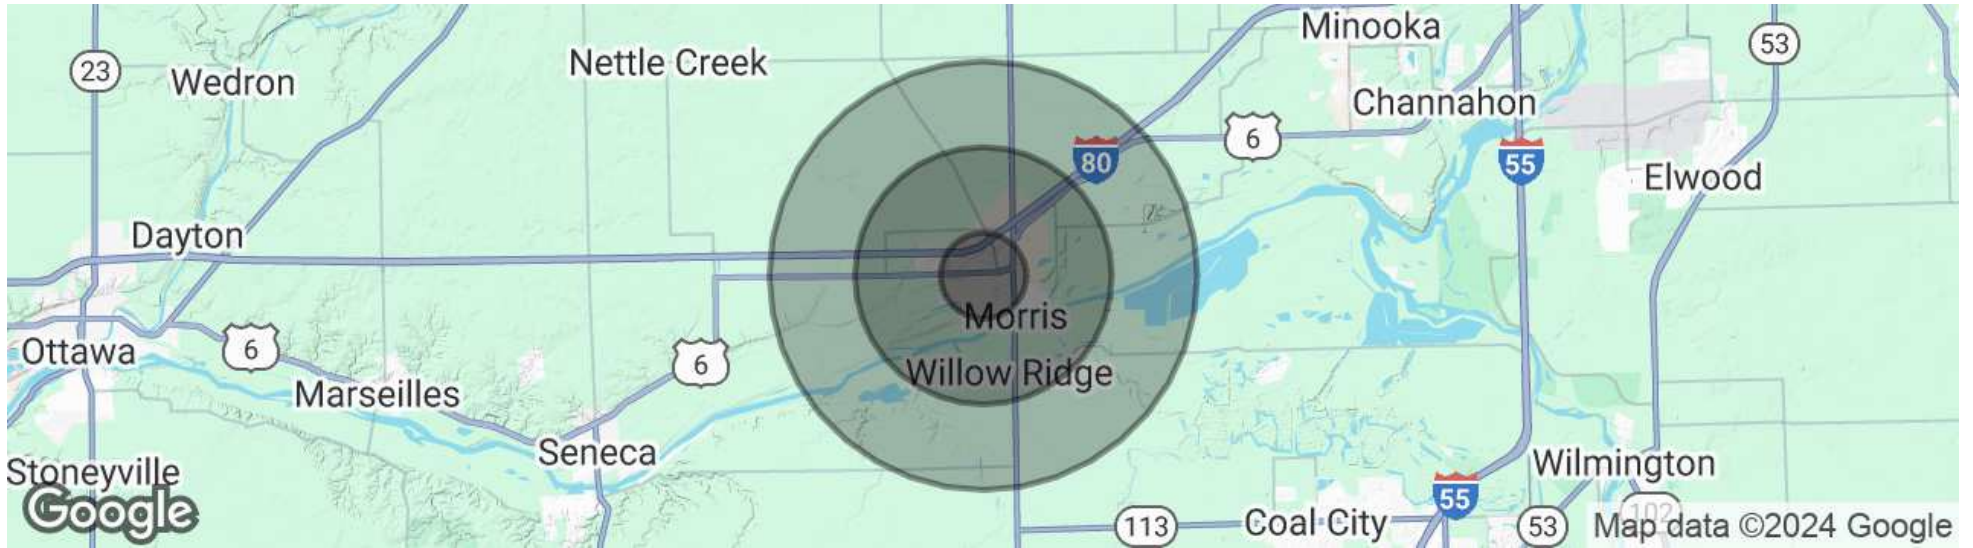 Minooka
53
23
Nettle Creek
Wedron
Channahon
6
80
55
Elwood
Dayton
Morris
Ottawa
6
6
Willow Ridge
Marseilles
Seneca
Stoneyville
Wilmington
55
Google
113
Coal City
53
102
Map data ©2024 Google